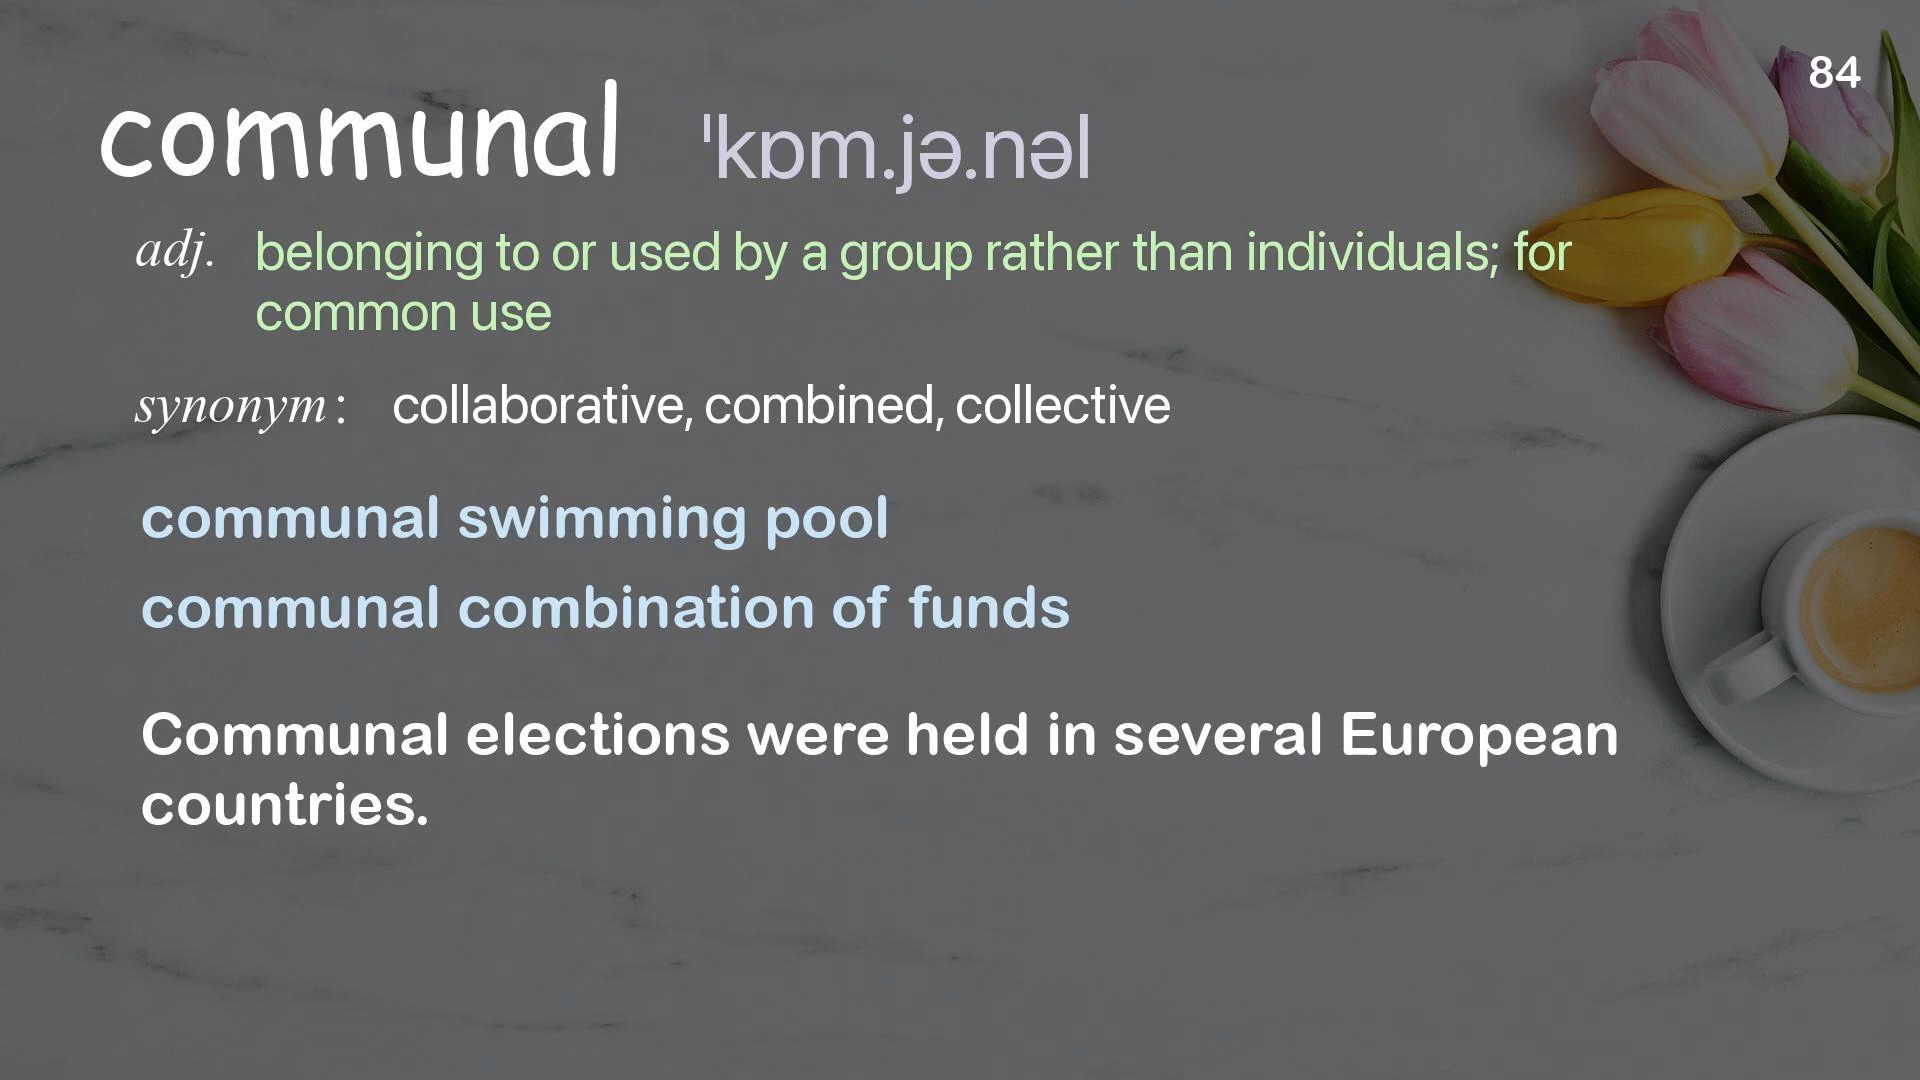 84
communal ˈkɒm.jə.nəl
adj. belonging to or used by a group rather than individuals; for
common use
synonym : collaborative, combined, collective
communal swimming pool
communal combination of funds
Communal elections were held in several European
countries.